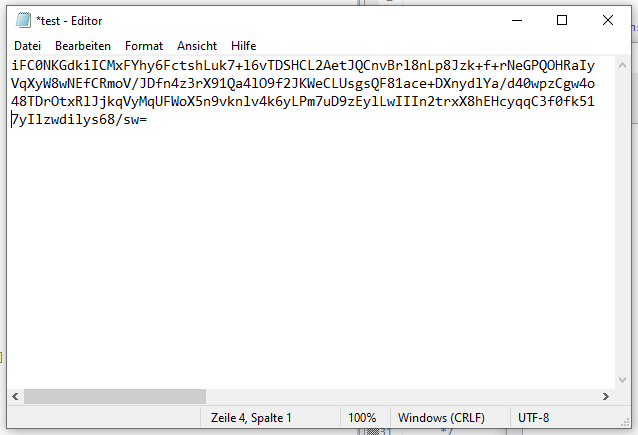 *test - Editor
Datei Bearbeiten Format Ansicht Hilfe
iFC0NKGdkiICMxFYhy6FctshLuk7+l6vTDSHCL2AetJQCnvBrl8nLp8Jzk+f+rNeGPQOHRaIy
VqXyW8wNEfCRmoV/JDfn4z3rX91Qa4lO9f2JKWeCLUsgsQF81ace+DXnydlYa/d40wpzCgw4o
48TDrOtxRlJjkqVyMqUFWoX5n9vknlv4k6yLPm7uD9zEylLwIIIn2trxX8hEHcyqqC3f0fk51
7yIlzwdilys68/sw=
Zeile 4, Spalte 1 100% Windows (CRLF) UTF-8
31 */